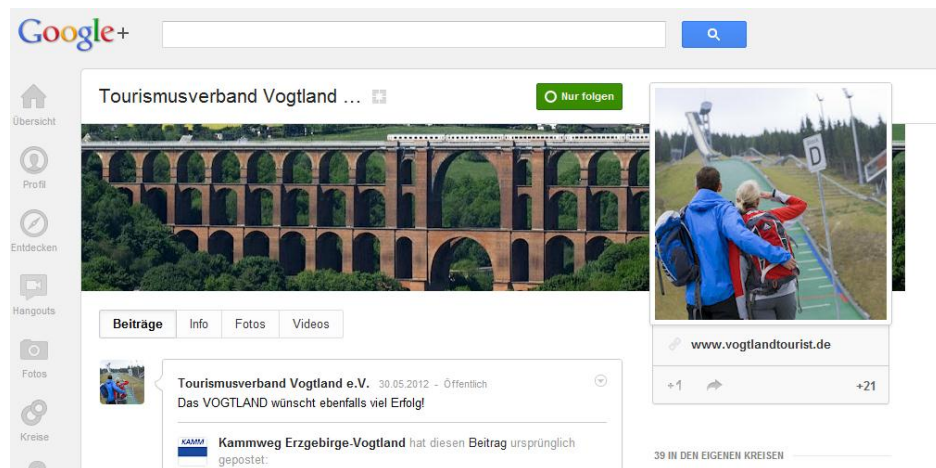 Google+
Übersicht
Profil
Entdecken
Hangouts
Fotos
Kreise
Tourismusverband Vogtland ...
Nur folgen
D
Beiträge Info Fotos Videos
Tourismusverband Vogtland e.V. 30.05.2012 - Öffentlich
Das VOGTLAND wünscht ebenfalls viel Erfolg!
KAMM
Kammweg Erzgebirge-Vogtland hat diesen Beitrag ursprünglich
gepostet:
www.vogtlandtourist.de
+1 +21
39 IN DEN EIGENEN KREISEN